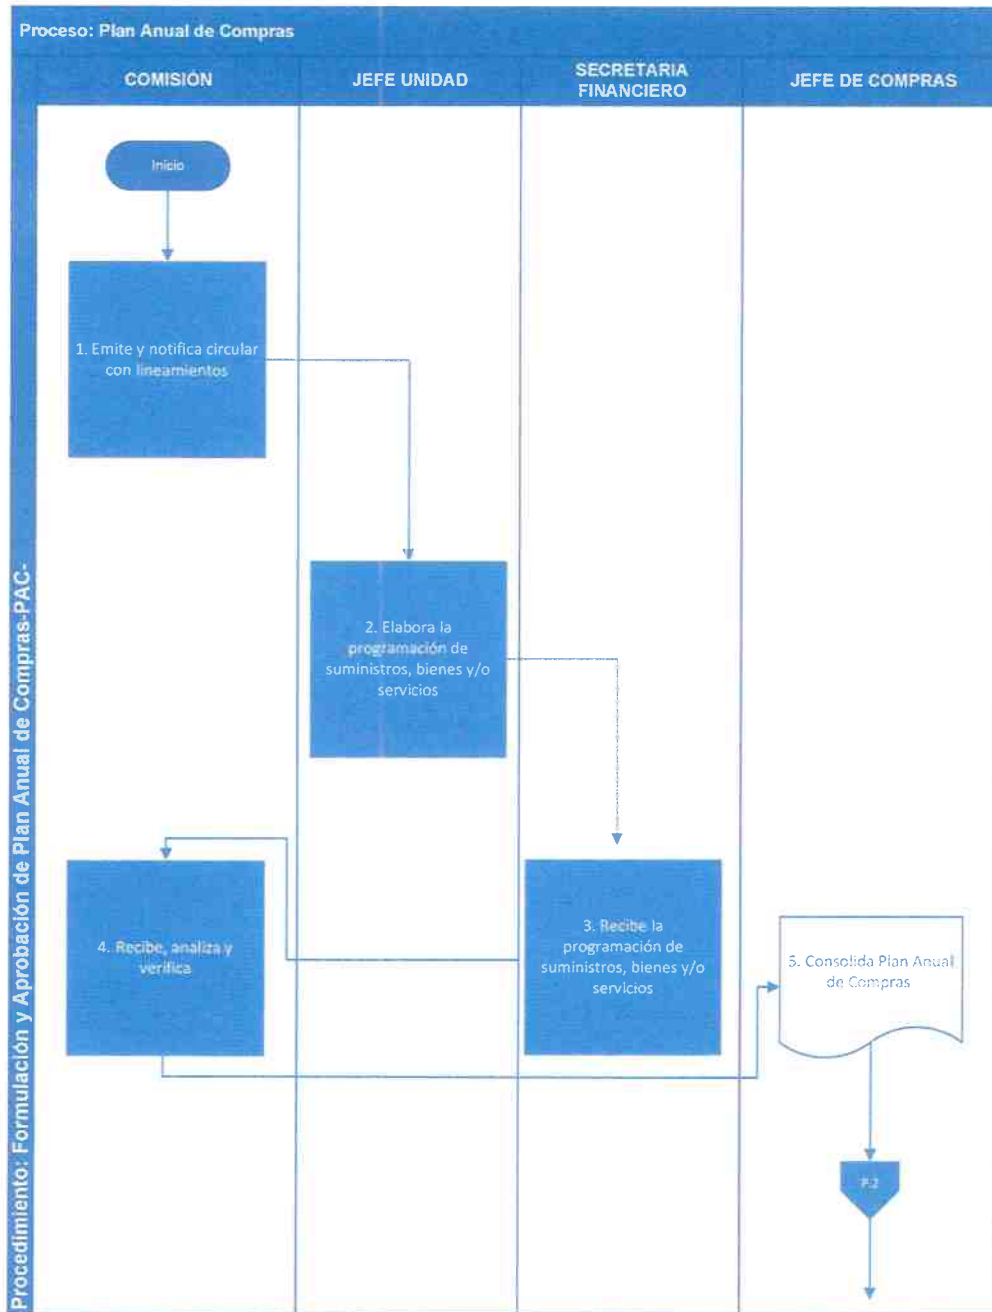 Proceso: Plan Anual de Compras
COMISIÓN
JEFE UNIDAD
SECRETARIA
FINANCIERO
JEFE DE COMPRAS
Procedimiento: Formulación y Aprobación de Plan Anual de Compras-PAC-
Inicio
1. Emite y notifica circular
con lineamientos
2. Elabora la
programación de
suministros, bienes y/o
servicios
3. Recibe la
programación de
suministros, bienes y/o
servicios
4. Recibe, analiza y
verifica
5. Consolida Plan Anual
de Compras
P.2